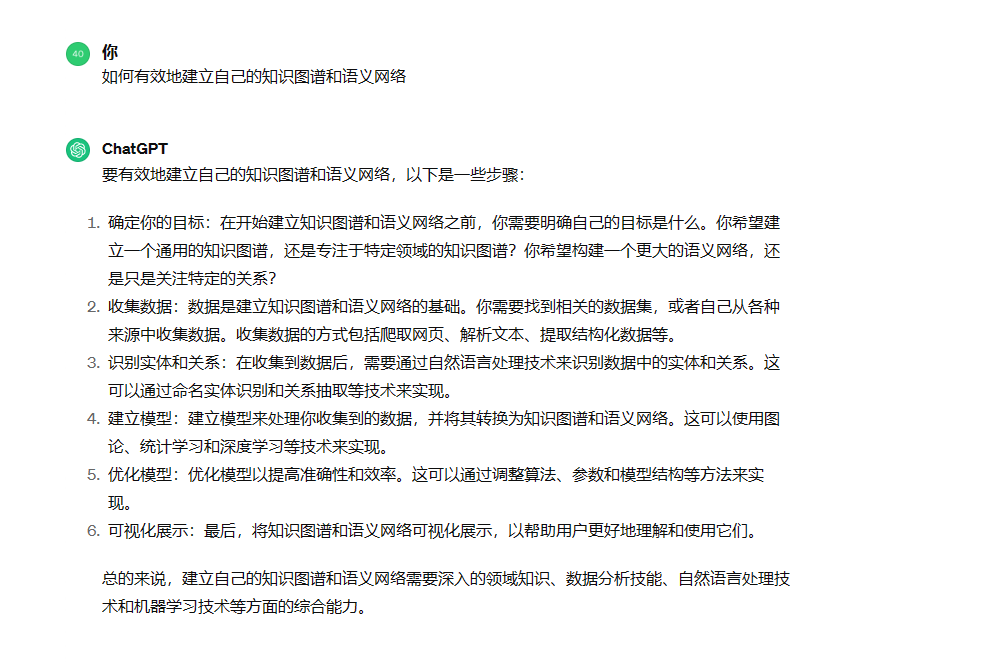 40
你
如何有效地建立自己的知识图谱和语义网络
ChatGPT
要有效地建立自己的知识图谱和语义网络，以下是一些步骤：
1. 确定你的目标：在开始建立知识图谱和语义网络之前，你需要明确自己的目标是什么。你希望建
立一个通用的知识图谱，还是专注于特定领域的知识图谱？你希望构建一个更大的语义网络，还
是只是关注特定的关系？
2. 收集数据：数据是建立知识图谱和语义网络的基础。你需要找到相关的数据集，或者自己从各种
来源中收集数据。收集数据的方式包括爬取网页、解析文本、提取结构化数据等。
3. 识别实体和关系：在收集到数据后，需要通过自然语言处理技术来识别数据中的实体和关系。这
可以通过命名实体识别和关系抽取等技术来实现。
4. 建立模型：建立模型来处理你收集到的数据，并将其转换为知识图谱和语义网络。这可以使用图
论、统计学习和深度学习等技术来实现。
5. 优化模型：优化模型以提高准确性和效率。这可以通过调整算法、参数和模型结构等方法来实
现。
6. 可视化展示：最后，将知识图谱和语义网络可视化展示，以帮助用户更好地理解和使用它们。
总的来说，建立自己的知识图谱和语义网络需要深入的领域知识、数据分析技能、自然语言处理技
术和机器学习技术等方面的综合能力。